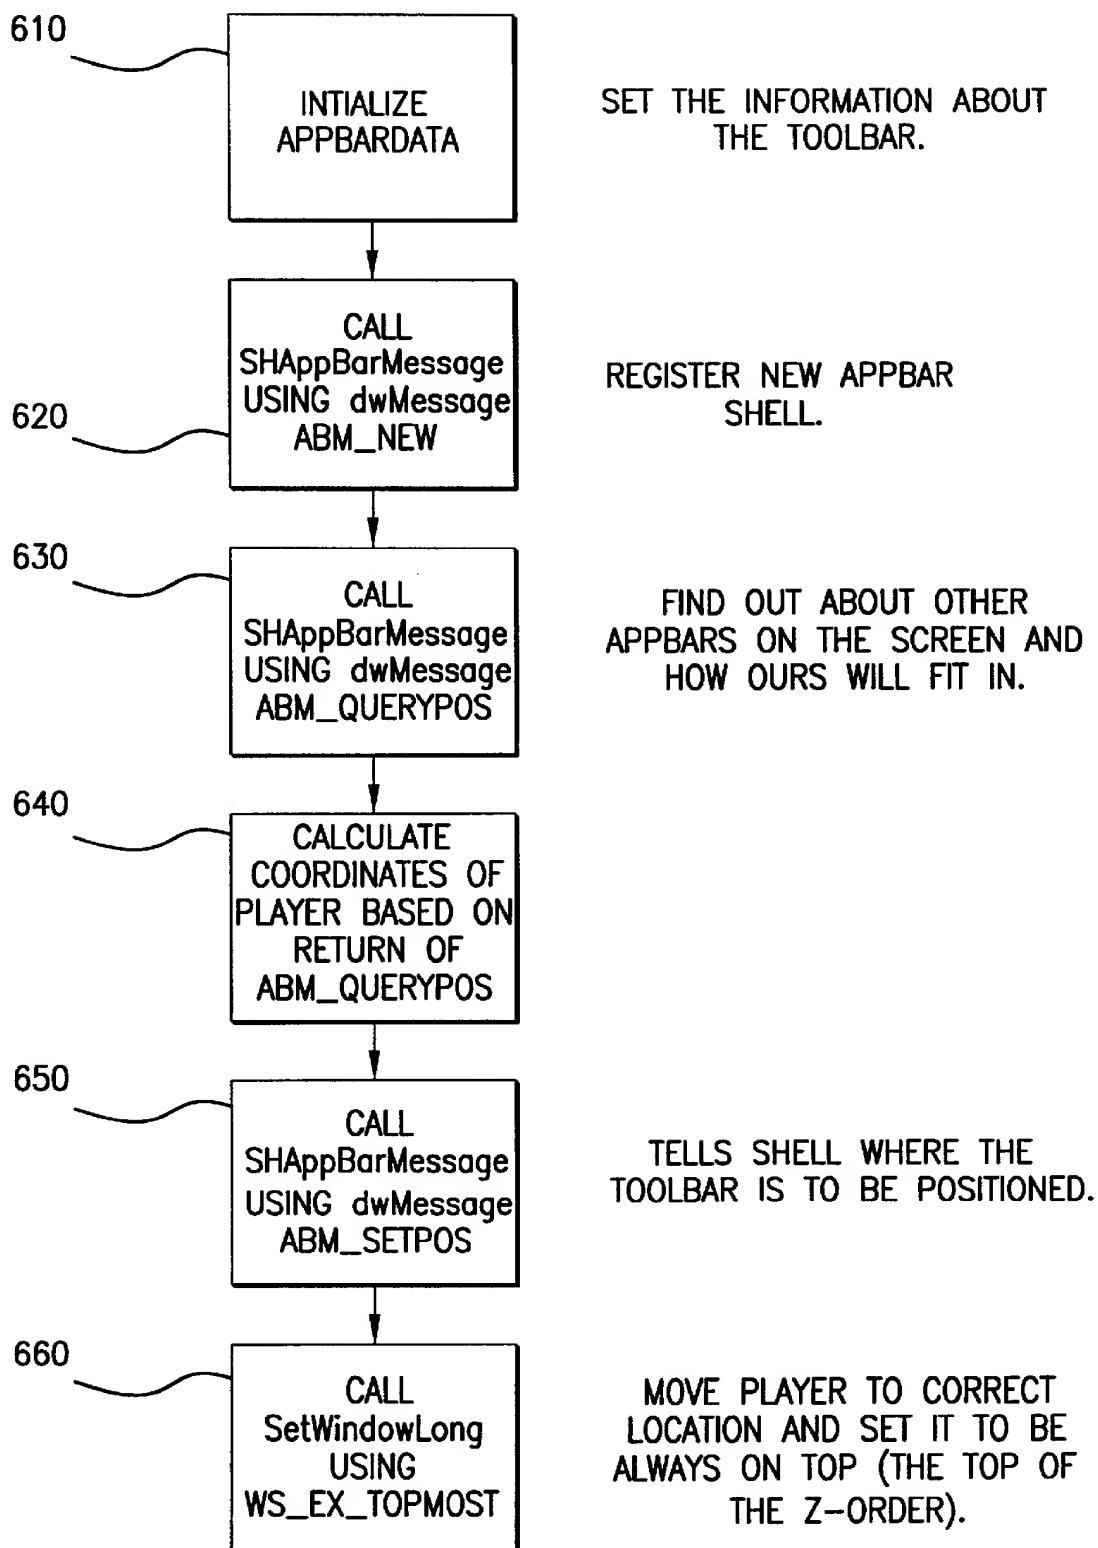 610
INTIALIZE
APPBARDATA
SET THE INFORMATION ABOUT
THE TOOLBAR.
620
CALL
SHAppBarMessage
USING dwMessage
ABM_NEW
REGISTER NEW APPBAR
SHELL.
630
CALL
SHAppBarMessage
USING dwMessage
ABM_QUERYPOS
FIND OUT ABOUT OTHER
APPBARS ON THE SCREEN AND
HOW OURS WILL FIT IN.
640
CALCULATE
COORDINATES OF
PLAYER BASED ON
RETURN OF
ABM_QUERYPOS
650
CALL
SHAppBarMessage
USING dwMessage
ABM_SETPOS
TELLS SHELL WHERE THE
TOOLBAR IS TO BE POSITIONED.
660
CALL
SetWindowLong
USING
WS_EX_TOPMOST
MOVE PLAYER TO CORRECT
LOCATION AND SET IT TO BE
ALWAYS ON TOP (THE TOP OF
THE Z-ORDER).